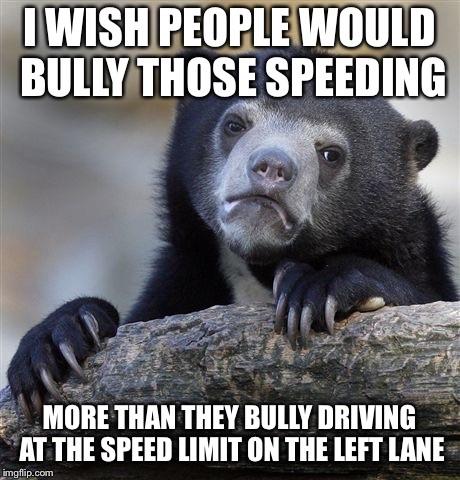 I WISH PEOPLE WOULD
BULLY THOSE SPEEDING
MORE THAN THEY BULLY DRIVING
AT THE SPEED LIMIT ON THE LEFT LANE
imgflip.com